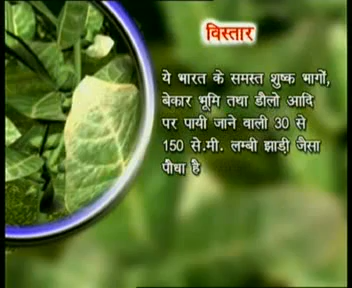 विस्तार
ये भारत के समस्त शुष्क भागों,
बेकार भूमि तथा डौलो आदि
पर पायी जाने वाली 30 से
150 से.मी. लम्बी झाड़ी जैसा
पौधा है